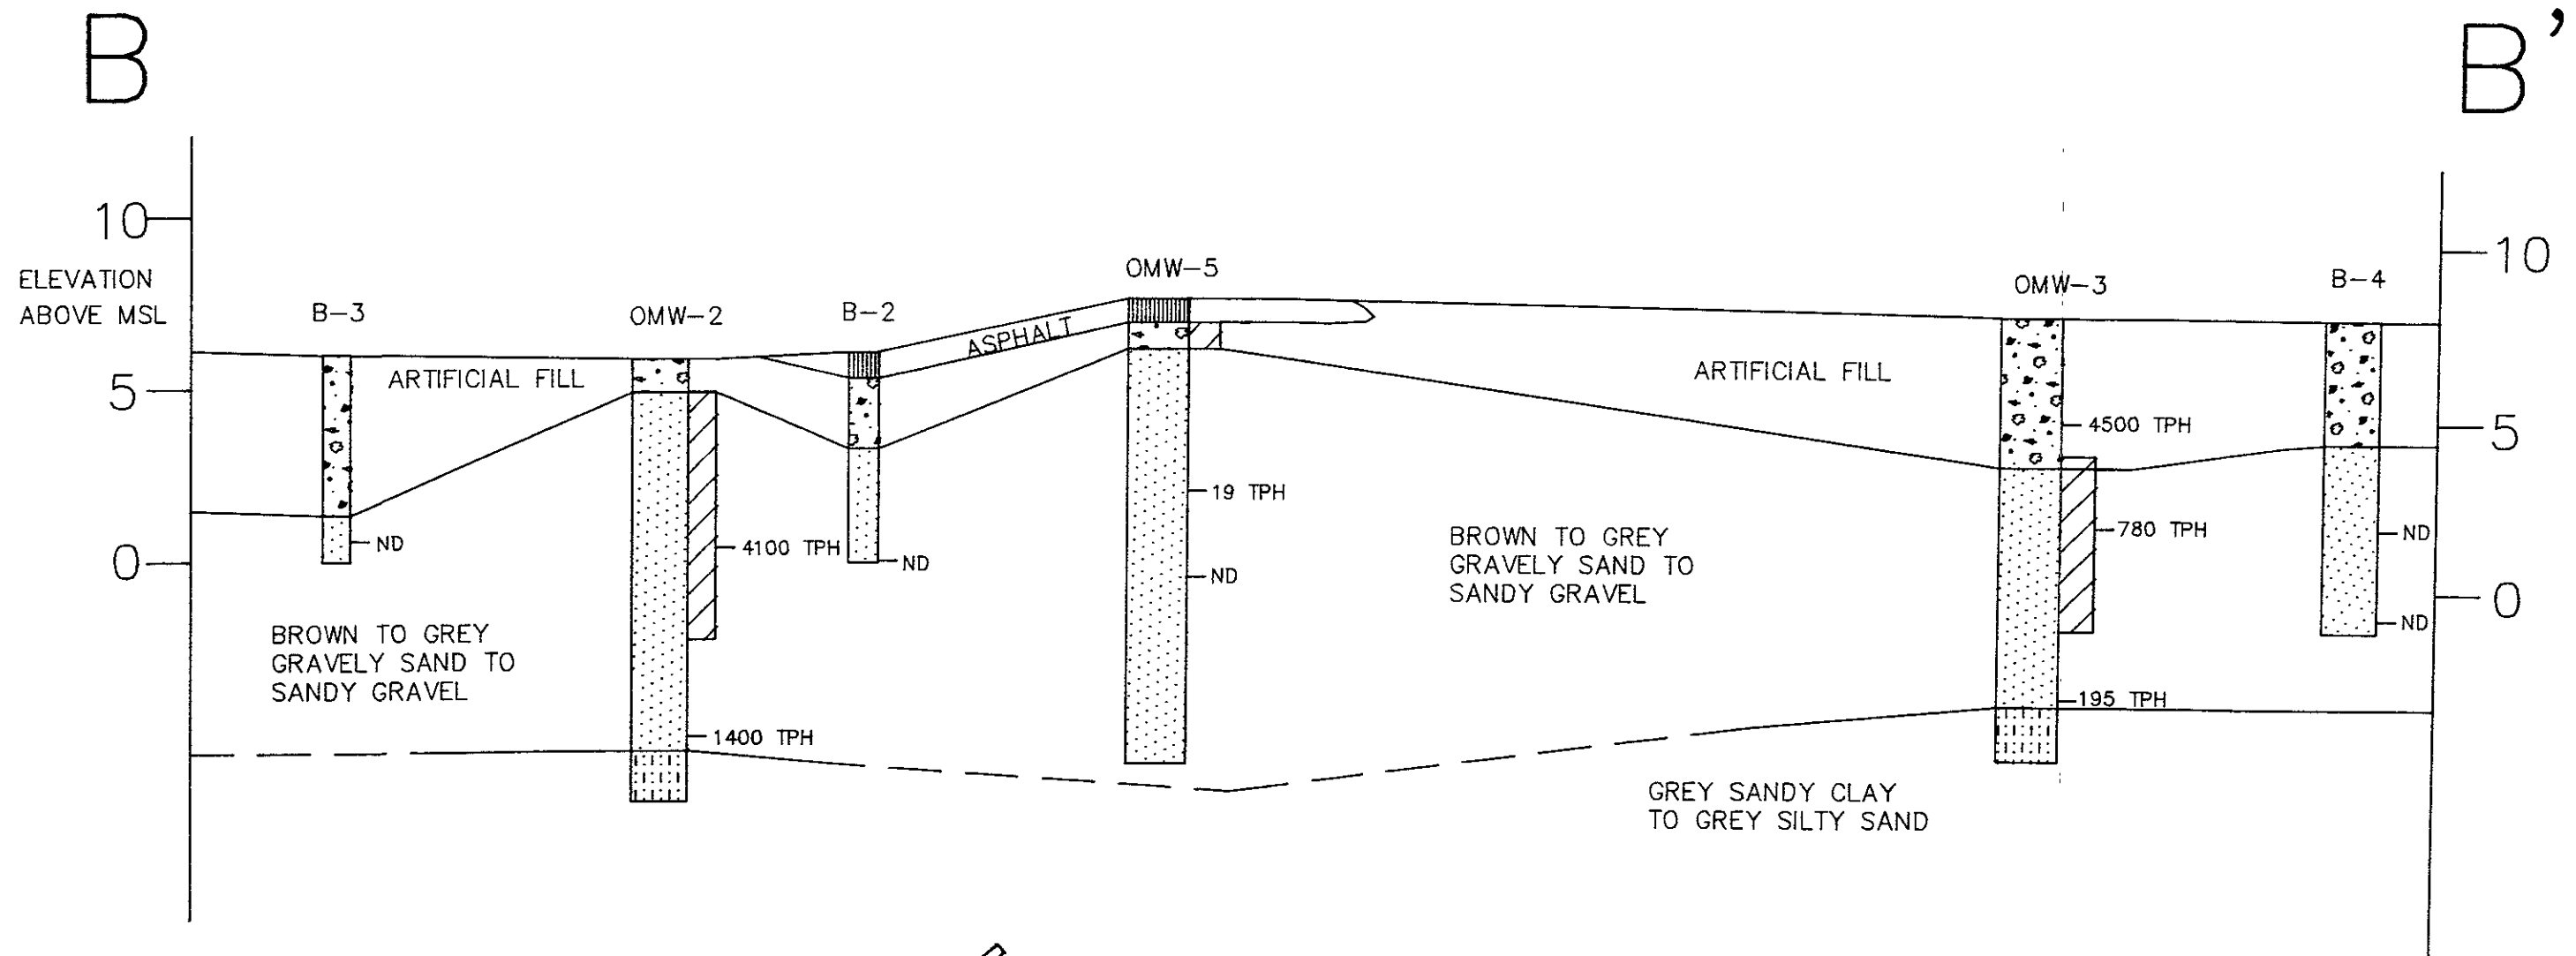 B
B'
10
ELEVATION
ABOVE MSL
5
0
B-3
OMW-2
B-2
OMW-5
OMW-3
B-4
10
5
0
ARTIFICIAL FILL
ASPHALT
ARTIFICIAL FILL
4500 TPH
19 TPH
ND
4100 TPH
ND
ND
780 TPH
ND
ND
BROWN TO GREY
GRAVELY SAND TO
SANDY GRAVEL
BROWN TO GREY
GRAVELY SAND TO
SANDY GRAVEL
1400 TPH
195 TPH
GREY SANDY CLAY
TO GREY SILTY SAND